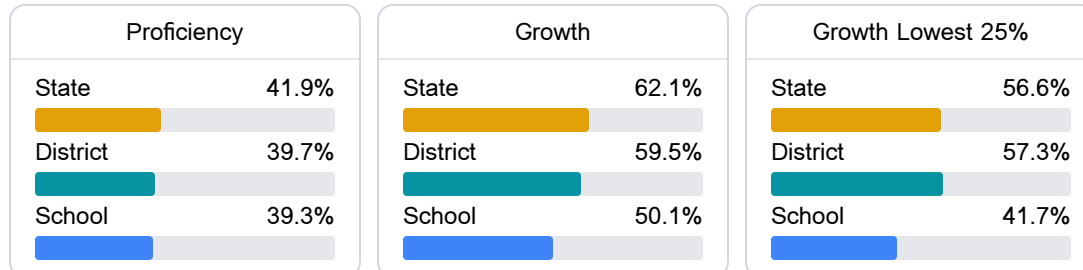 Proficiency
State 41.9%
District 39.7%
School 39.3%
Growth
State 62.1%
District 59.5%
School 50.1%
Growth Lowest 25%
State 56.6%
District 57.3%
School 41.7%